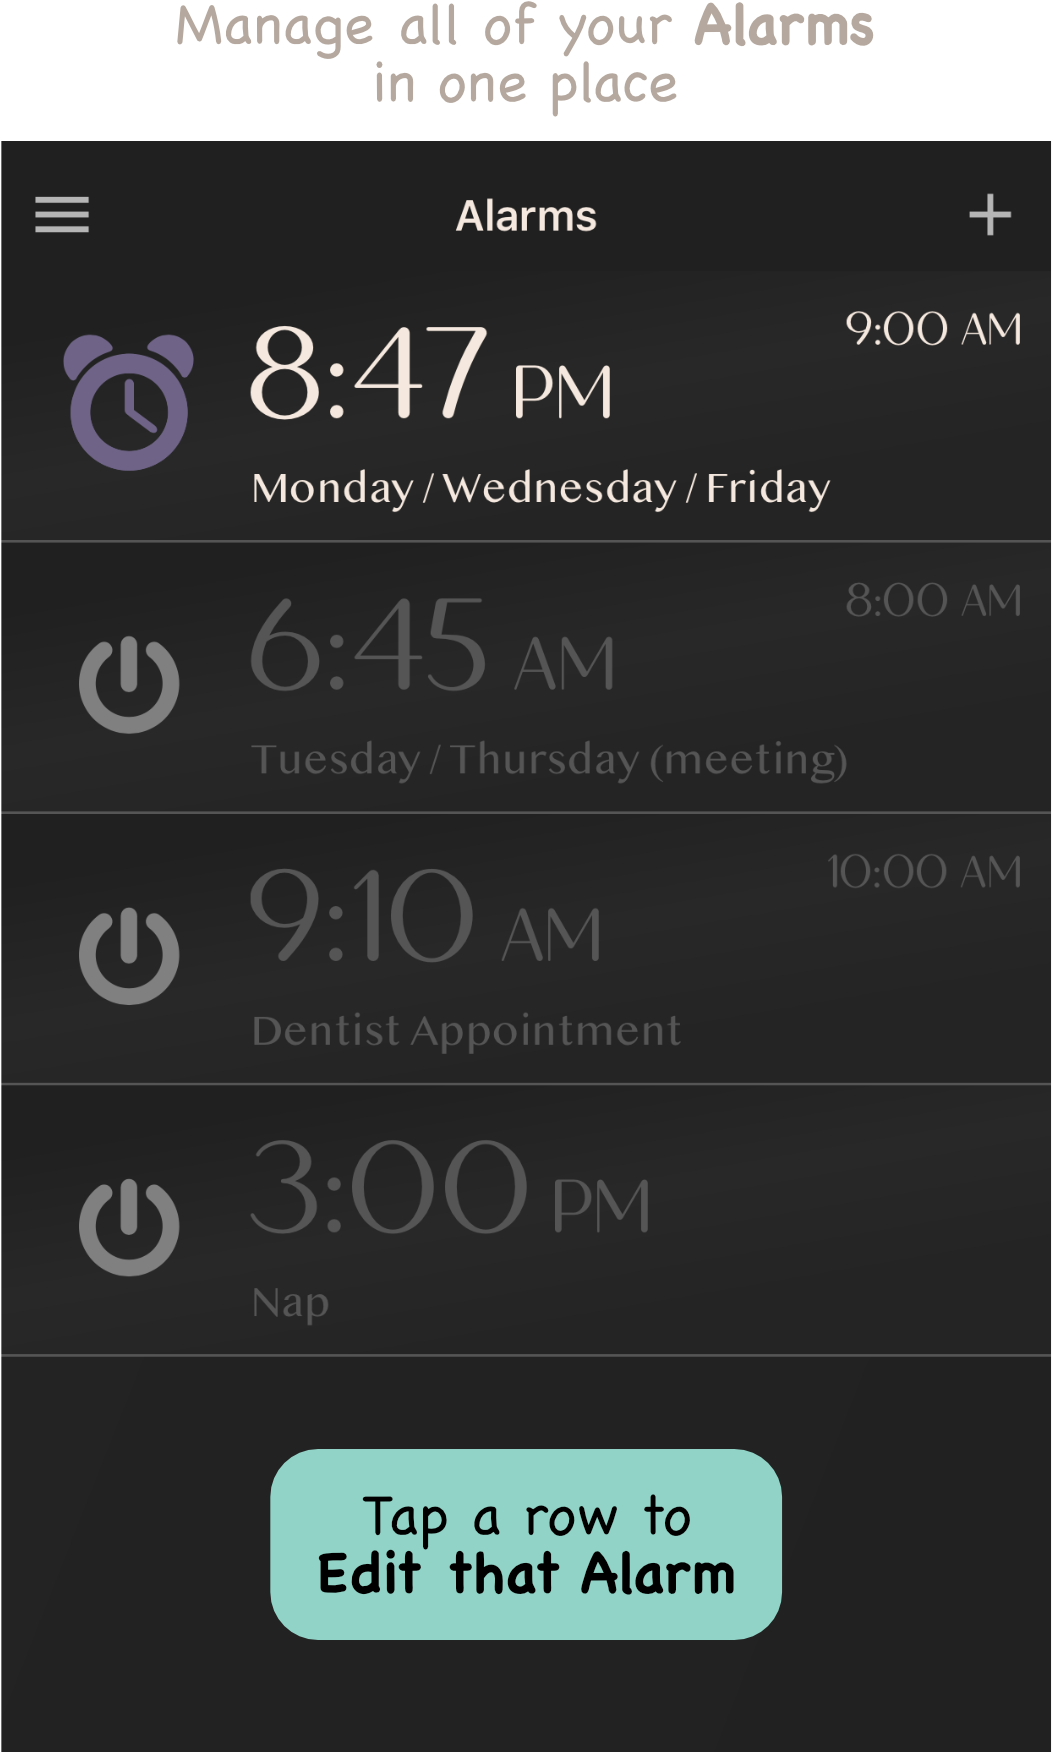 Manage all of your Alarms
in one place
Alarms
9:00 AM
8:47 PM
Monday / Wednesday / Friday
8:00 AM
6:45 AM
Tuesday / Thursday (meeting)
10:00 AM
9:10 AM
Dentist Appointment
3:00 PM
Nap
Tap a row to
Edit that Alarm